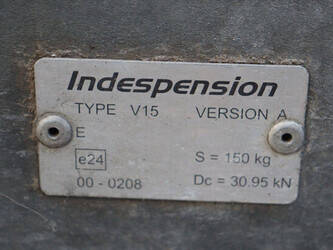 Indespension
TYPE V15 VERSION A
E
e24 S = 150 kg
00 - 0208 Dc = 30.95 kN